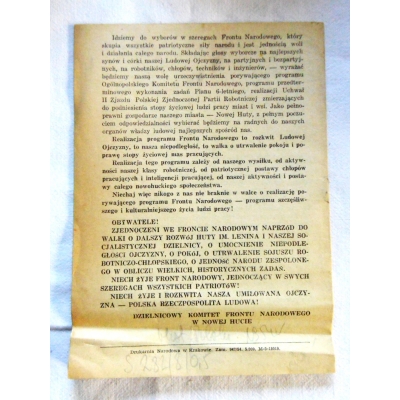 Idziemy do wyborów w szeregach Frontu Narodowego, który
skupia wszystkie patriotyczne siły narodu i jest jednością woli
i działania całego narodu. Składając głosy wyborcze na najlepszych
synów i córki naszej Ludowej Ojczyzny, na partyjnych i bezpartyj-
nych, na robotników, chłopów, techników i inżynierów, — wyrażać
będziemy naszą wolę urzeczywistnienia porywającego programu
Ogólnopolskiego Komitetu Frontu Narodowego, programu przedter-
minowego wykonania zadań Planu 6-letniego, realizacji Uchwał
II Zjazdu Polskiej Zjednoczonej Partii Robotniczej zmierzających
do podniesienia stopy życiowej ludzi pracy miast i wsi. Jako pełno-
prawni gospodarze naszego miasta — Nowej Huty, z pełnym poczu-
ciem odpowiedzialności wybierać będziemy na radnych do naszych
organów władzy ludowej najlepszych spośród nas.
Realizacja programu Frontu Narodowego to rozkwit Ludowej
Ojczyzny, to nasza niepodległość, to walka o utrwalenie pokoju i po-
prawę stopy życiowej mas pracujących.
Realizacja tego programu zależy od naszego wysiłku, od aktyw-
ności naszej klasy robotniczej, od patriotycznej postawy chłopów
pracujących i inteligencji pracującej, od naszej aktywności i posta-
wy całego nowohuckiego społeczeństwa.
Niechaj więc nikogo z nas nie braknie w walce o realizację po-
rywającego programu Frontu Narodowego — programu szczęśliw-
szego i kulturalniejszego życia ludzi pracy!
OBYWATELE!
ZJEDNOCZENI WE FRONCIE NARODOWYM NAPRZÓD DO
WALKI O DALSZY ROZWÓJ HUTY IM. LENINA I NASZEJ SO-
CJALISTYCZNEJ DZIELNICY, O UMOCNIENIE NIEPODLE-
GŁOŚCI OJCZYZNY, O POKÓJ, O UTRWALENIE SOJUSZU RO-
BOTNICZO-CHŁOPSKIEGO, O JEDNOŚĆ NARODU ZESPOLONE-
GO W OBLICZU WIELKICH, HISTORYCZNYCH ZADAŃ.
NIECH ŻYJE FRONT NARODOWY, JEDNOCZĄCY W SWYCH
SZEREGACH WSZYSTKICH PATRIOTÓW!
NIECH ŻYJE I ROZKWITA NASZA UMIŁOWANA OJCZY-
ZNA — POLSKA RZECZPOSPOLITA LUDOWA!
DZIELNICOWY KOMITET FRONTU NARODOWEGO
W NOWEJ HUCIE
Drukarnia Narodowa w Krakowie. Zam.